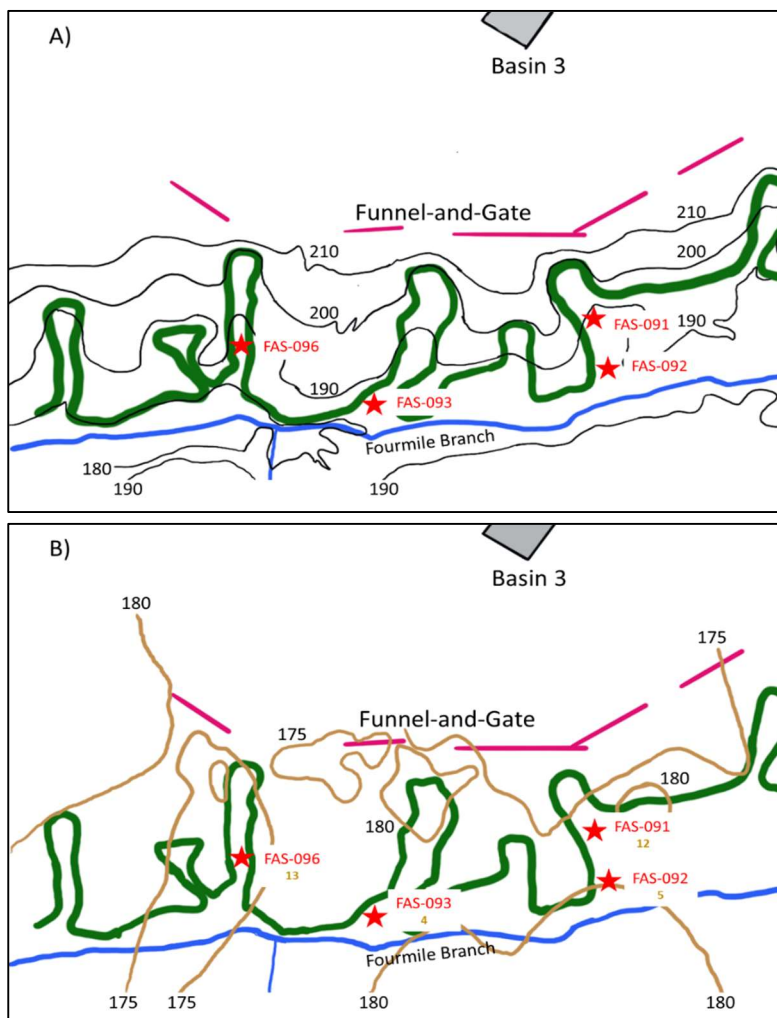 A)
Basin 3
Funnel-and-Gate
210
210
200
200
190
FAS-091
FAS-096
FAS-092
190
FAS-093
Fourmile Branch
180
190
190
B)
Basin 3
180
175
Funnel-and-Gate
175
180
180
FAS-091
12
FAS-096
13
FAS-092
5
FAS-093
4
Fourmile Branch
175
175
180
180